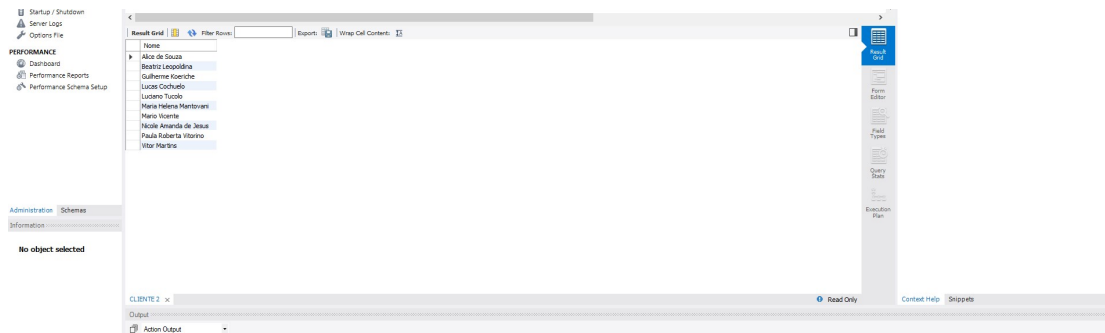 Startup / Shutdown
Server Logs
Options File
PERFORMANCE
Dashboard
Performance Reports
Performance Schema Setup
Administration Schemas
Information
No object selected
Result Grid Filter Rows: Export: Wrap Cell Content:
Nome
Alice de Souza
Beatriz Leopoldina
Guilherme Koeriche
Lucas Cochuelo
Luciano Tucolo
Maria Helena Mantovani
Mario Vicente
Nicole Amanda de Jesus
Paula Roberta Vitorino
Vitor Martins
Result
Grid
Form
Editor
Field
Types
Query
Stats
Execution
Plan
CLIENTE 2 Read Only
Context Help Snippets
Output
Action Output